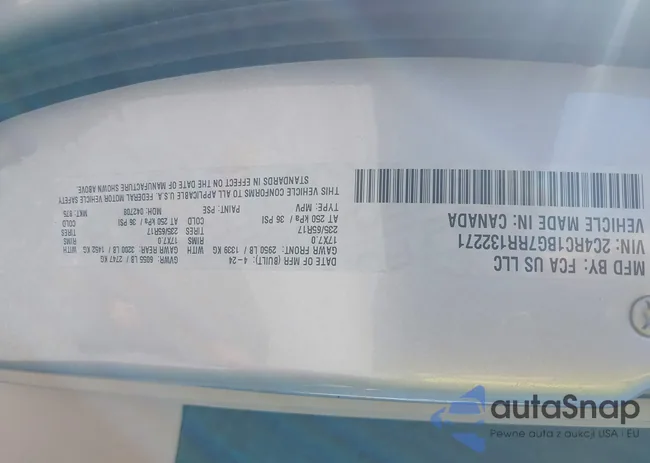 MFD BY: FCA US LLC
VIN: 2C4RC1BG7RR132271
VEHICLE MADE IN: CANADA
DATE OF MFR (BUILT): 4-24 GVWR: 6055 LB / 2747 KG
GAWR FRONT: 2950 LB / 1339 KG WITH GAWR REAR: 3200 LB / 1452 KG WITH
17X7.0 RIMS 17X7.0 RIMS
235/65R17 TIRES 235/65R17 TIRES
AT 250 kPa / 36 PSI COLD AT 250 kPa / 36 PSI COLD
TYPE: MPV PAINT: PSE MDH: 042708 MKT: 975
THIS VEHICLE CONFORMS TO ALL APPLICABLE U.S.A. FEDERAL MOTOR VEHICLE SAFETY
STANDARDS IN EFFECT ON THE DATE OF MANUFACTURE SHOWN ABOVE.
autaSnap
Pewne auta z aukcji USA i EU